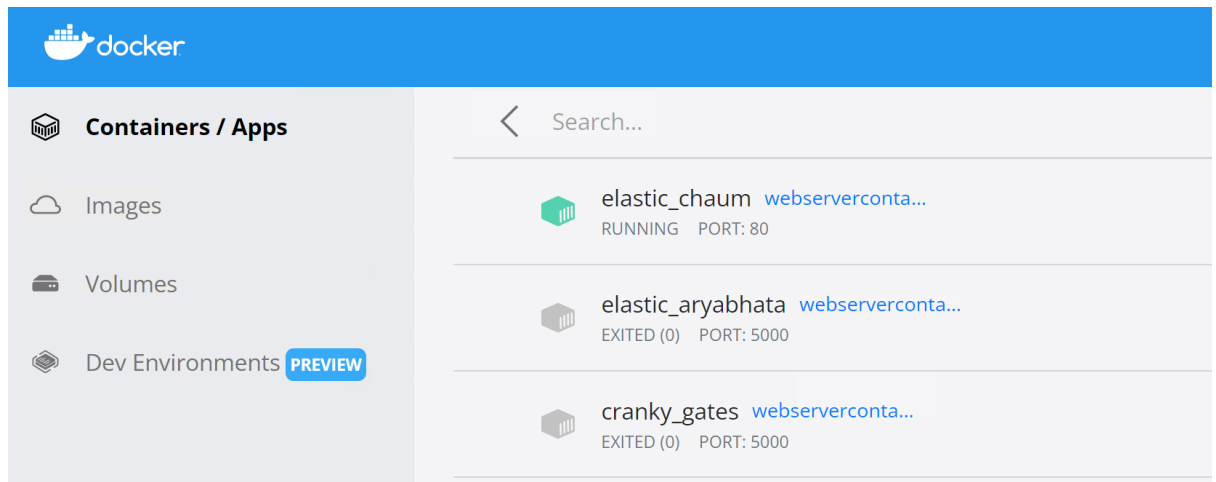 docker
Containers / Apps
Images
Volumes
Dev Environments PREVIEW
Search...
elastic_chaum webserverconta...
RUNNING PORT: 80
elastic_aryabhata webserverconta...
EXITED (0) PORT: 5000
cranky_gates webserverconta...
EXITED (0) PORT: 5000